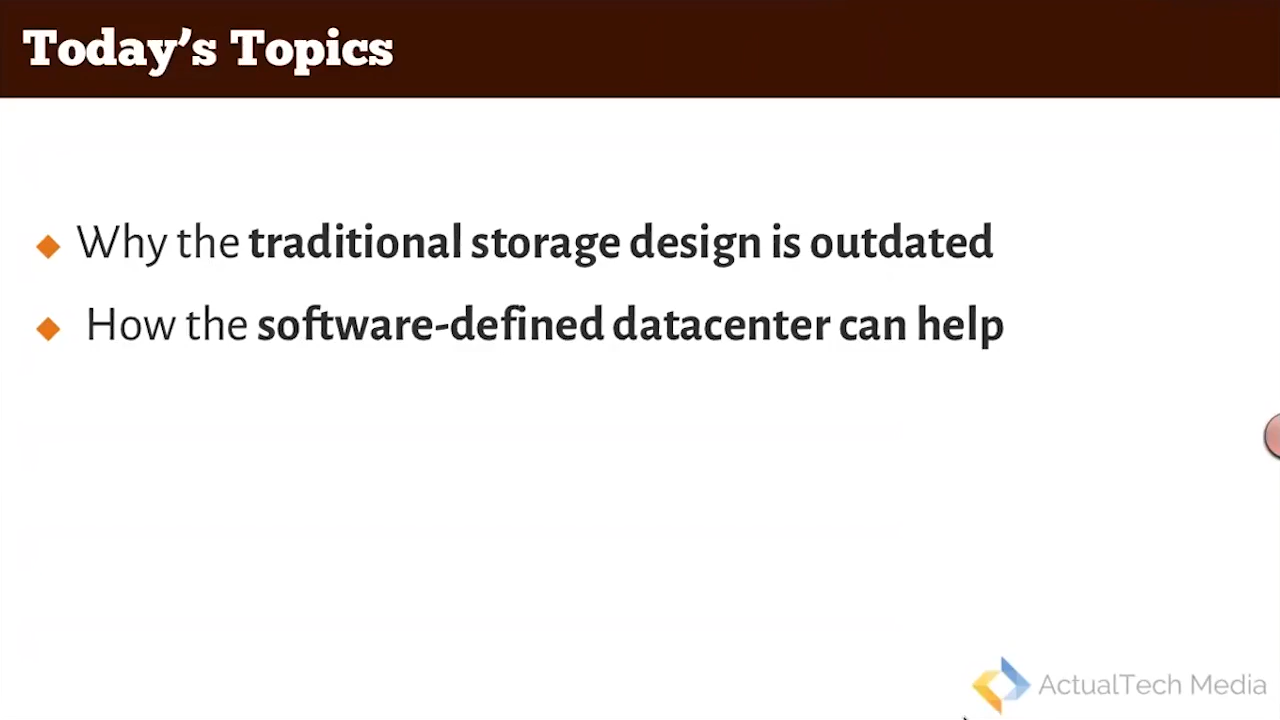 Today’s Topics
Why the traditional storage design is outdated
How the software-defined datacenter can help
ActualTech Media